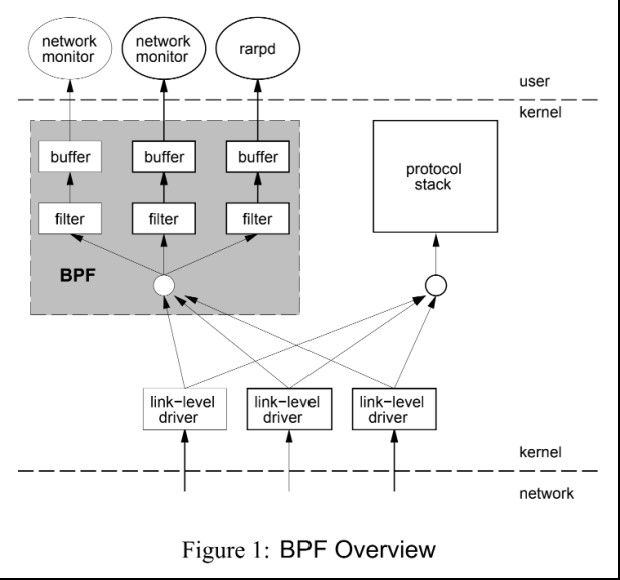 network
monitor
network
monitor
rarpd
user
kernel
buffer
buffer
buffer
protocol
stack
filter
filter
filter
BPF
link-level
driver
link-level
driver
link-level
driver
kernel
network
Figure 1: BPF Overview